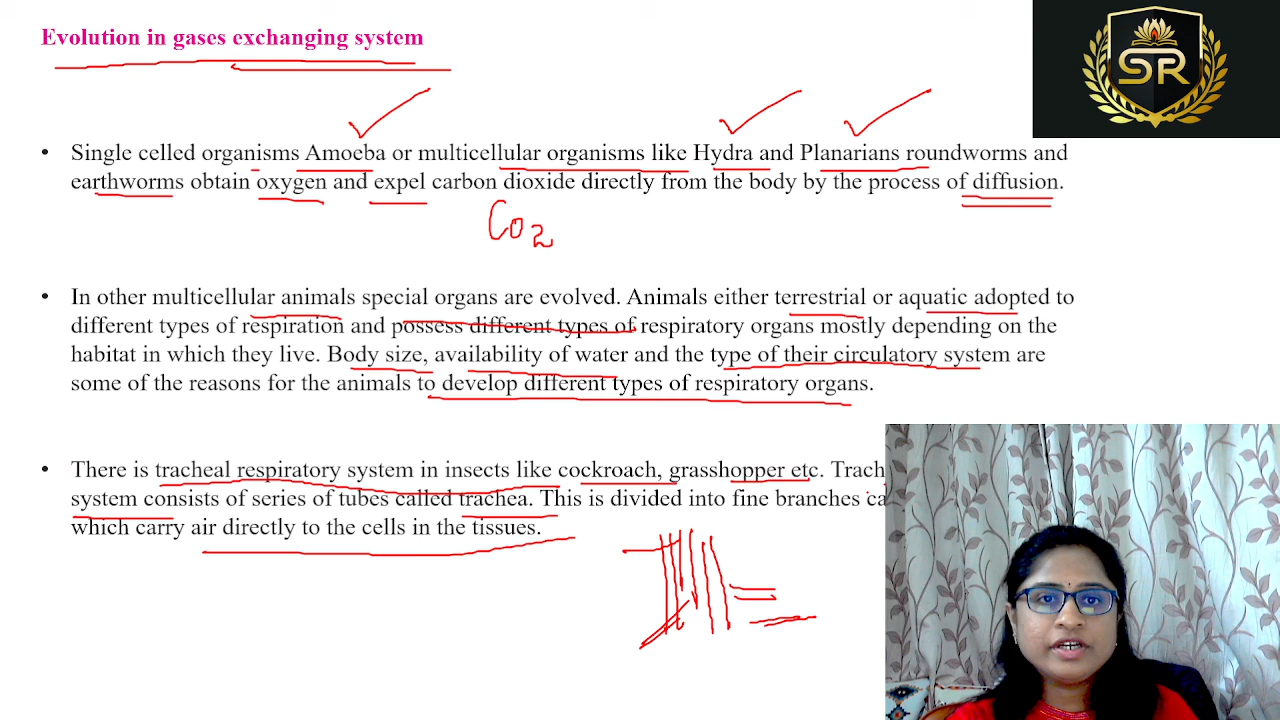 Evolution in gases exchanging system
SR
• Single celled organisms Amoeba or multicellular organisms like Hydra and Planarians roundworms and
earthworms obtain oxygen and expel carbon dioxide directly from the body by the process of diffusion.
Co2
• In other multicellular animals special organs are evolved. Animals either terrestrial or aquatic adopted to
different types of respiration and possess different types of respiratory organs mostly depending on the
habitat in which they live. Body size, availability of water and the type of their circulatory system are
some of the reasons for the animals to develop different types of respiratory organs.
• There is tracheal respiratory system in insects like cockroach, grasshopper etc. Trach
system consists of series of tubes called trachea. This is divided into fine branches
which carry air directly to the cells in the tissues.